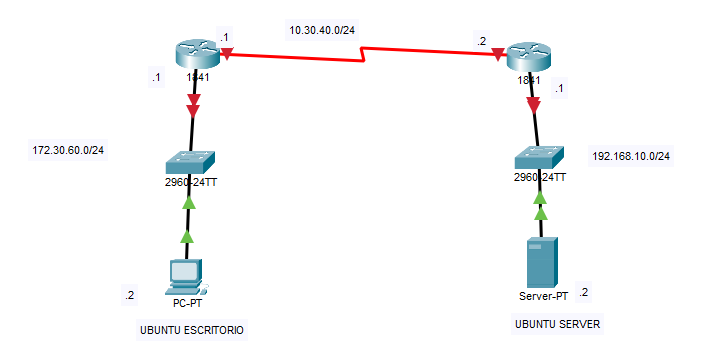 10.30.40.0/24
.1
.2
1841
1841
.1
.1
172.30.60.0/24
192.168.10.0/24
2960-24TT
2960-24TT
.2
PC-PT
Server-PT
.2
UBUNTU ESCRITORIO
UBUNTU SERVER